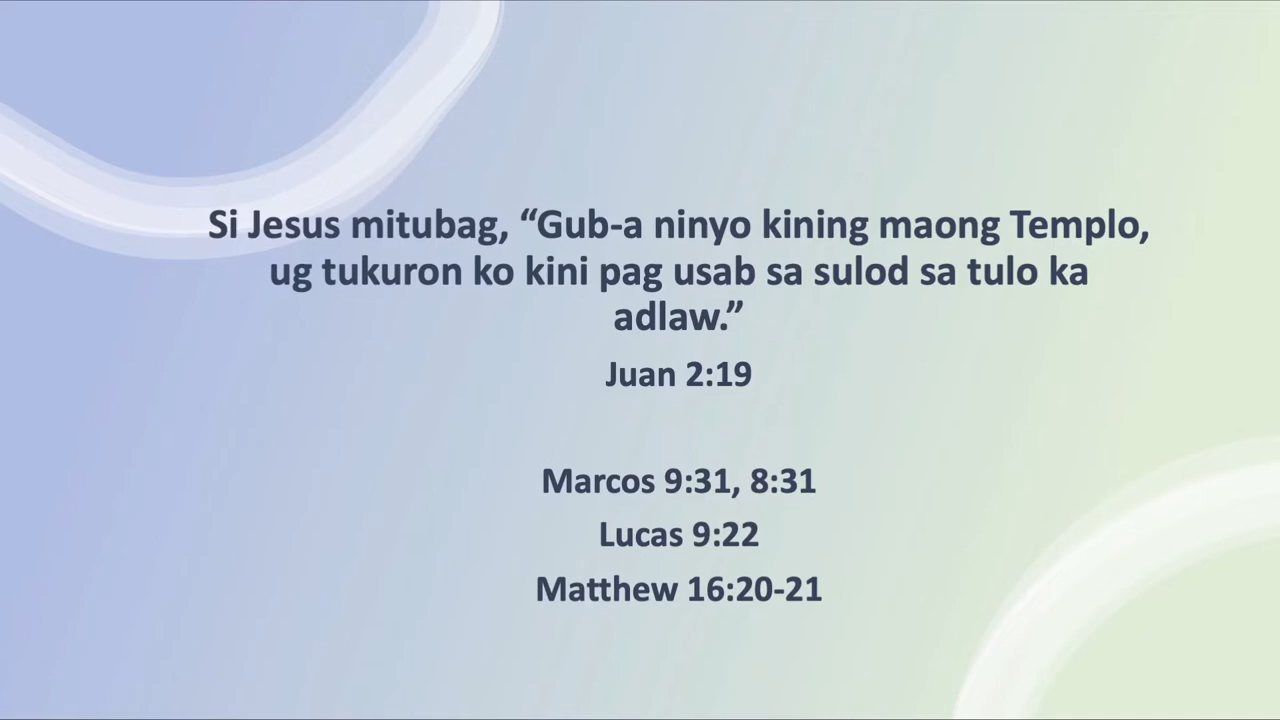 Si Jesus mitubag, “Gub-a ninyo kining maong Templo,
ug tukuron ko kini pag usab sa sulod sa tulo ka
adlaw.”
Juan 2:19
Marcos 9:31, 8:31
Lucas 9:22
Matthew 16:20-21